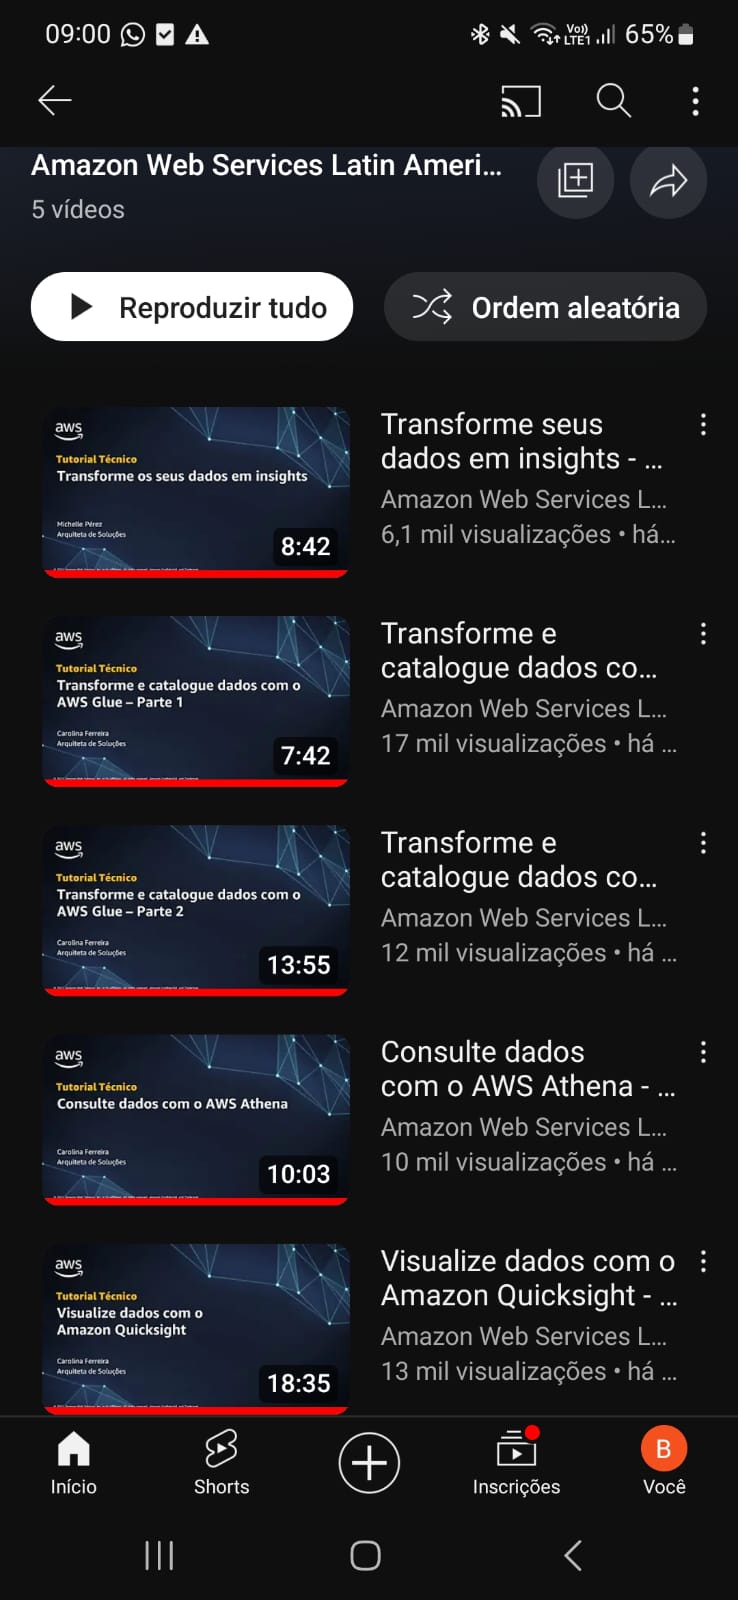 09:00
Vo))
LTE1
65%
Amazon Web Services Latin Ameri...
5 vídeos
Reproduzir tudo
Ordem aleatória
aws
Tutorial Técnico
Transforme os seus dados em insights
Michelle Pérez
Arquiteta de Soluções
8:42
Transforme seus
dados em insights - ...
Amazon Web Services L...
6,1 mil visualizações • há...
aws
Tutorial Técnico
Transforme e catalogue dados com o
AWS Glue – Parte 1
Carolina Ferreira
Arquiteta de Soluções
7:42
Transforme e
catalogue dados co...
Amazon Web Services L...
17 mil visualizações • há ...
aws
Tutorial Técnico
Transforme e catalogue dados com o
AWS Glue – Parte 2
Carolina Ferreira
Arquiteta de Soluções
13:55
Transforme e
catalogue dados co...
Amazon Web Services L...
12 mil visualizações • há ...
aws
Tutorial Técnico
Consulte dados com o AWS Athena
Carolina Ferreira
Arquiteta de Soluções
10:03
Consulte dados
com o AWS Athena - ...
Amazon Web Services L...
10 mil visualizações • há ...
aws
Tutorial Técnico
Visualize dados com o
Amazon Quicksight
Carolina Ferreira
Arquiteta de Soluções
18:35
Visualize dados com o
Amazon Quicksight - ...
Amazon Web Services L...
13 mil visualizações • há ...
Início
Shorts
Inscrições
B
Você